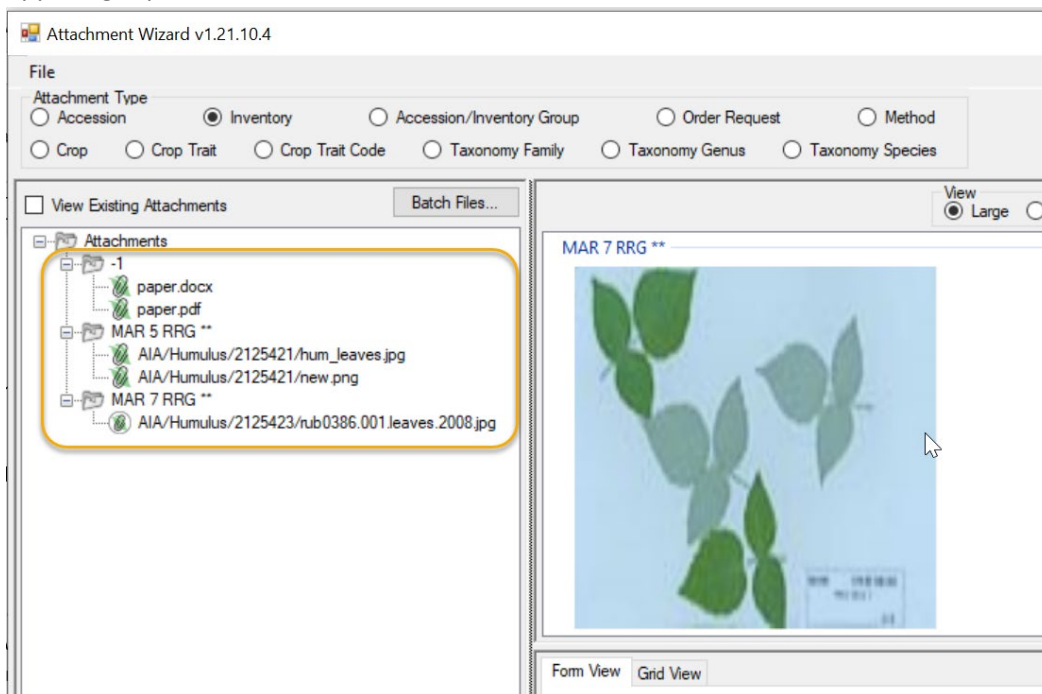 Attachment Wizard v1.21.10.4
File
Attachment Type
Accession Inventory Accession/Inventory Group Order Request Method
Crop Crop Trait Crop Trait Code Taxonomy Family Taxonomy Genus Taxonomy Species
View Existing Attachments Batch Files...
View
Large
Attachments
-1
paper.docx
paper.pdf
MAR 5 RRG **
AIA/Humulus/2125421/hum_leaves.jpg
AIA/Humulus/2125421/new.png
MAR 7 RRG **
AIA/Humulus/2125423/rub0386.001.leaves.2008.jpg
MAR 7 RRG **
Form View Grid View